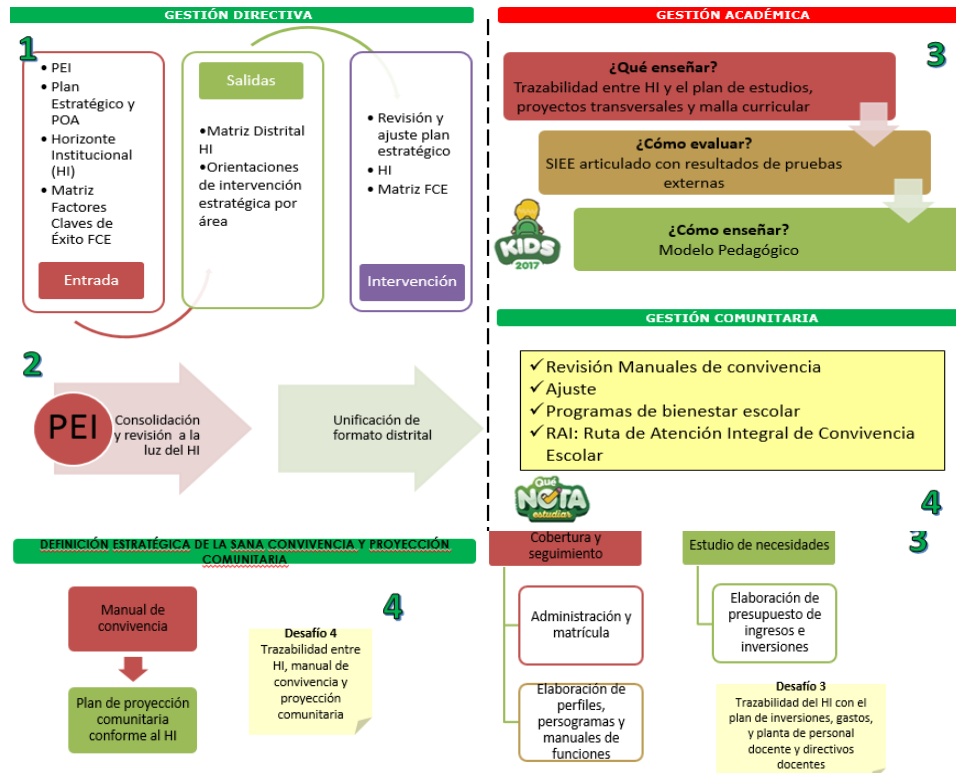 GESTIÓN DIRECTIVA
1
• PEI
• Plan
Estratégico y
POA
• Horizonte
Institucional
(HI)
• Matriz
Factores
Claves de
Éxito FCE
Entrada
Salidas
•Matriz Distrital
HI
•Orientaciones
de intervención
estratégica por
área
• Revisión y
ajuste plan
estratégico
• HI
• Matriz FCE
Intervención
2
PEI
Consolidación
y revisión a la
luz del HI
Unificación de
formato distrital
GESTIÓN ACADÉMICA
3
¿Qué enseñar?
Trazabilidad entre HI y el plan de estudios,
proyectos transversales y malla curricular
¿Cómo evaluar?
SIEE articulado con resultados de pruebas
externas
¿Cómo enseñar?
Modelo Pedagógico
KIDS
2017
GESTIÓN COMUNITARIA
✓Revisión Manuales de convivencia
✓Ajuste
✓Programas de bienestar escolar
✓RAI: Ruta de Atención Integral de Convivencia
Escolar
Qué
NOTA
estudiar
4
DEFINICIÓN ESTRATÉGICA DE LA SANA CONVIVENCIA Y PROYECCIÓN
COMUNITARIA
Manual de
convivencia
Plan de proyección
comunitaria
conforme al HI
4
Desafío 4
Trazabilidad entre
HI, manual de
convivencia y
proyección
comunitaria
Cobertura y
seguimiento
Administración y
matrícula
Elaboración de
perfiles,
persogramas y
manuales de
funciones
Estudio de necesidades
Elaboración de
presupuesto de
ingresos e
inversiones
3
Desafío 3
Trazabilidad del HI con el
plan de inversiones, gastos,
y planta de personal
docente y directivos
docentes